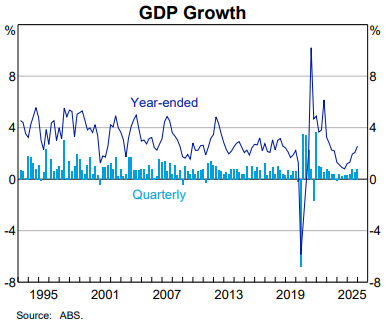 GDP Growth
% %
8 8
Year-ended
4 4
0 0
Quarterly
-4 -4
-8 -8
1995 2001 2007 2013 2019 2025
Source: ABS.